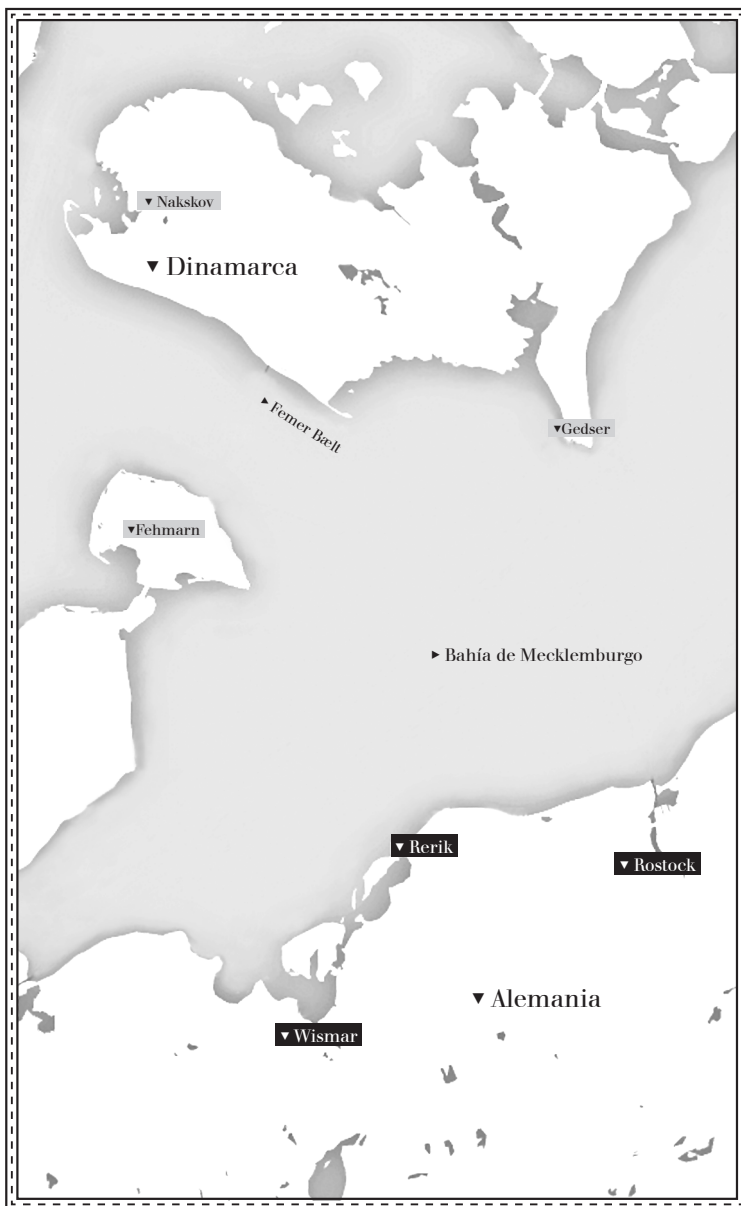 ▼ Nakskov
▼ Dinamarca
► Femer Bælt
▼Gedser
▼Fehmarn
► Bahía de Mecklemburgo
▼ Rerik
▼ Rostock
▼ Alemania
▼ Wismar